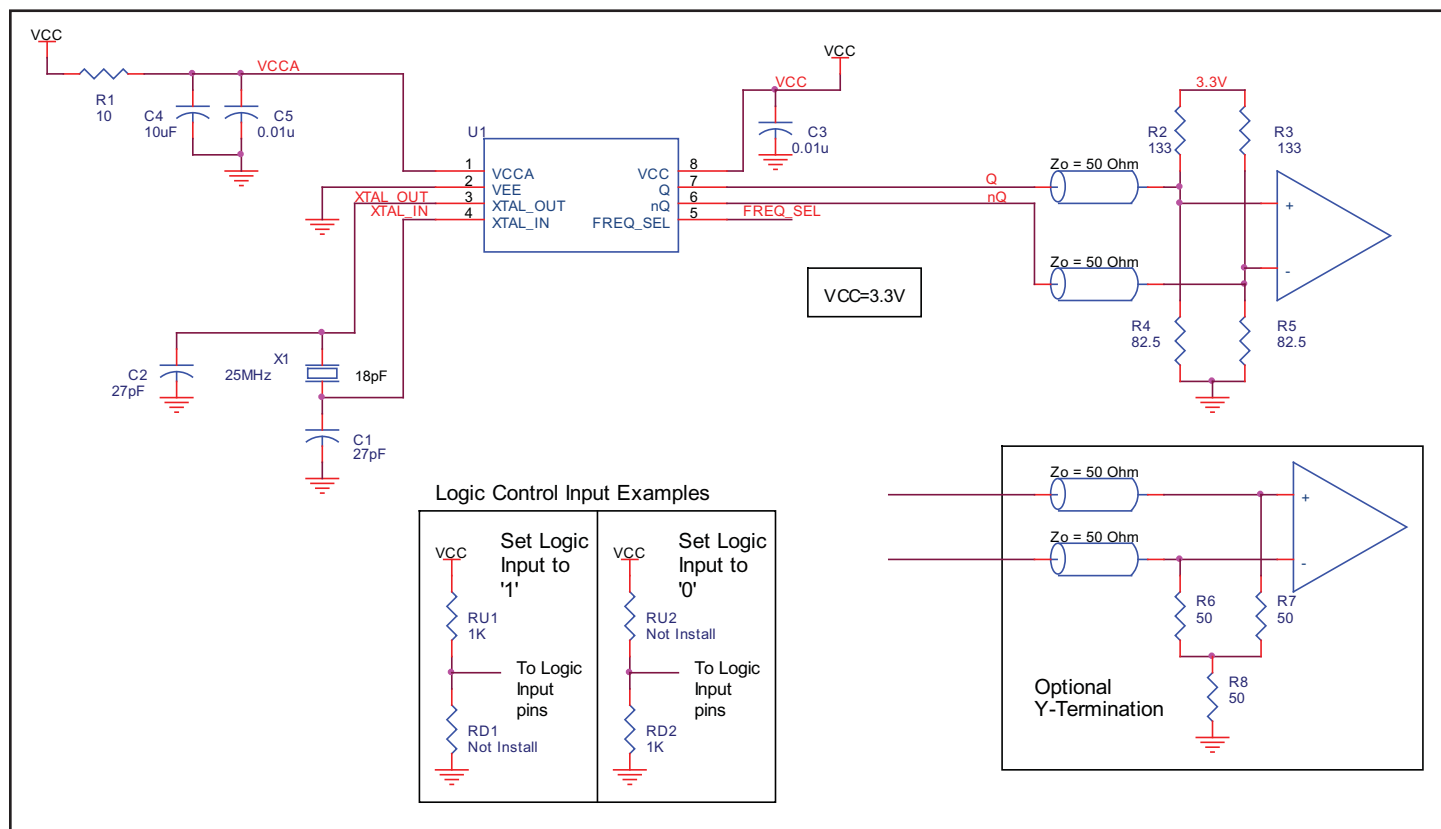 VCC
R1
10
VCCA
C4
10uF
C5
0.01u
VCC
VCC
C3
0.01u
U1
1
VCCA
2
VEE
3
XTAL_OUT
4
XTAL_IN
8
VCC
7
Q
6
nQ
5
FREQ_SEL
XTAL_OUT
XTAL_IN
FREQ_SEL
Q
nQ
Zo = 50 Ohm
Zo = 50 Ohm
3.3V
R2
133
R3
133
+
-
R4
82.5
R5
82.5
VCC=3.3V
C2
27pF
X1
25MHz
18pF
C1
27pF
Logic Control Input Examples
Set Logic
Input to
'1'
VCC
RU1
1K
To Logic
Input
pins
RD1
Not Install
Set Logic
Input to
'0'
VCC
RU2
Not Install
To Logic
Input
pins
RD2
1K
Zo = 50 Ohm
Zo = 50 Ohm
+
-
R6
50
R7
50
R8
50
Optional
Y-Termination